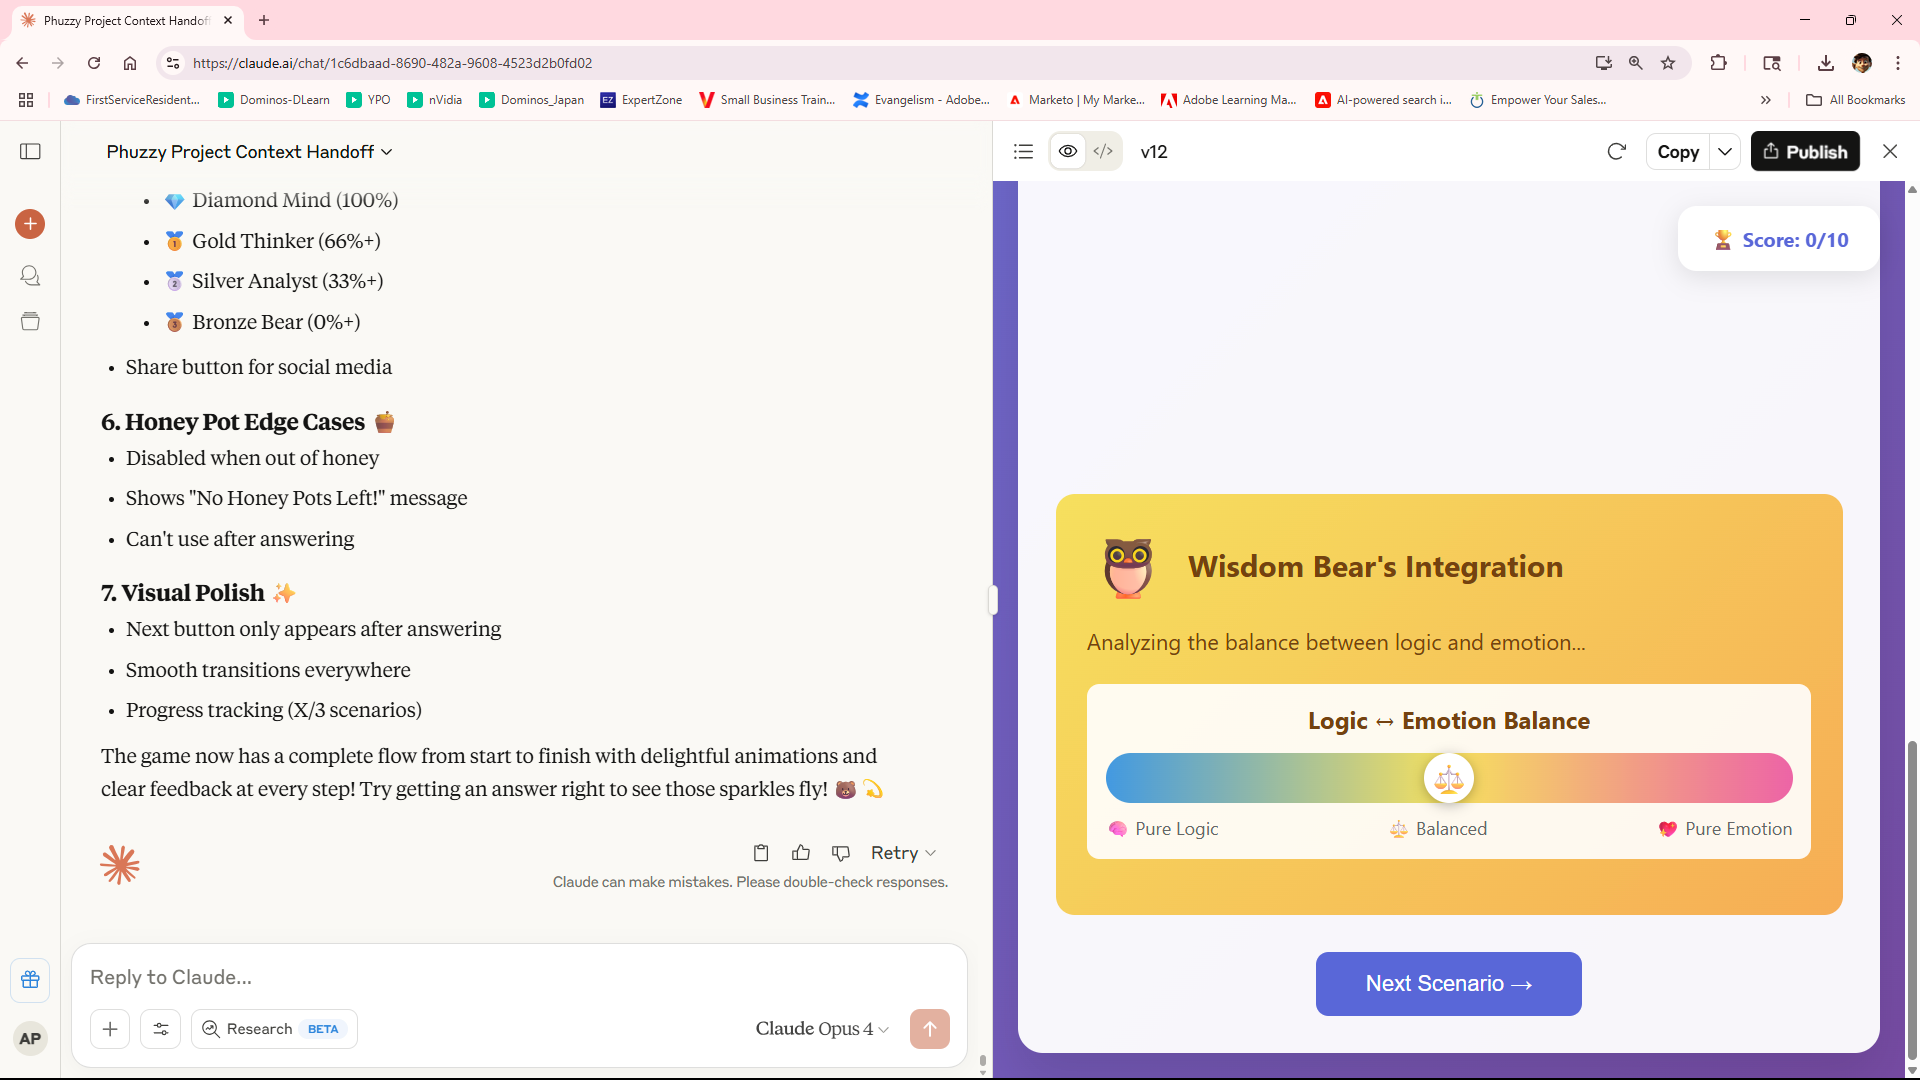 Phuzzy Project Context Handoff
https://claude.ai/chat/1c6dbaad-8690-482a-9608-4523d2b0fd02
FirstServiceResident...
Dominos-DLearn
YPO
nVidia
Dominos_Japan
EZ ExpertZone
Small Business Train...
Evangelism - Adobe...
Marketo | My Marke...
Adobe Learning Ma...
AI-powered search i...
Empower Your Sales...
All Bookmarks
Phuzzy Project Context Handoff
• 💎 Diamond Mind (100%)
• 🥇 Gold Thinker (66%+)
• 🥈 Silver Analyst (33%+)
• 🥉 Bronze Bear (0%+)
• Share button for social media
6. Honey Pot Edge Cases 🍯
• Disabled when out of honey
• Shows "No Honey Pots Left!" message
• Can't use after answering
7. Visual Polish ✨
• Next button only appears after answering
• Smooth transitions everywhere
• Progress tracking (X/3 scenarios)
The game now has a complete flow from start to finish with delightful animations and
clear feedback at every step! Try getting an answer right to see those sparkles fly! 🐻 💫
Retry
Claude can make mistakes. Please double-check responses.
Reply to Claude...
Research BETA
Claude Opus 4
AP
v12
Copy
Publish
🏆 Score: 0/10
Wisdom Bear's Integration
Analyzing the balance between logic and emotion...
Logic ↔ Emotion Balance
🧠 Pure Logic
⚖️ Balanced
💖 Pure Emotion
Next Scenario →